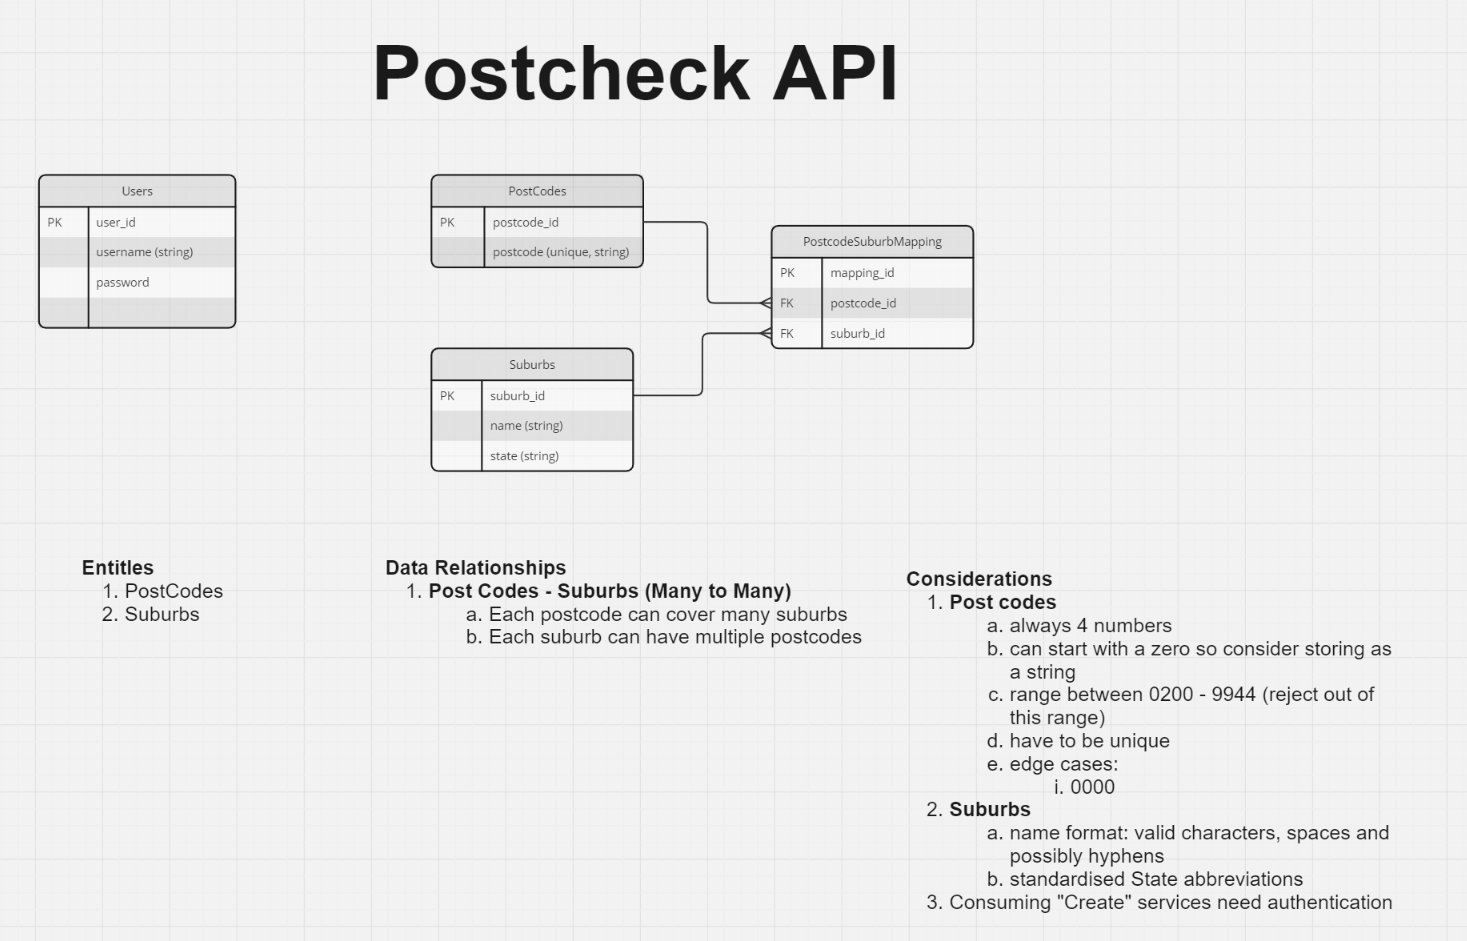 Postcheck API
Users
PK user_id
username (string)
password
PostCodes
PK postcode_id
postcode (unique, string)
PostcodeSuburbMapping
PK mapping_id
FK postcode_id
FK suburb_id
Suburbs
PK suburb_id
name (string)
state (string)
Entitles
1. PostCodes
2. Suburbs
Data Relationships
1. Post Codes - Suburbs (Many to Many)
a. Each postcode can cover many suburbs
b. Each suburb can have multiple postcodes
Considerations
1. Post codes
a. always 4 numbers
b. can start with a zero so consider storing as
a string
c. range between 0200 - 9944 (reject out of
this range)
d. have to be unique
e. edge cases:
i. 0000
2. Suburbs
a. name format: valid characters, spaces and
possibly hyphens
b. standardised State abbreviations
3. Consuming "Create" services need authentication